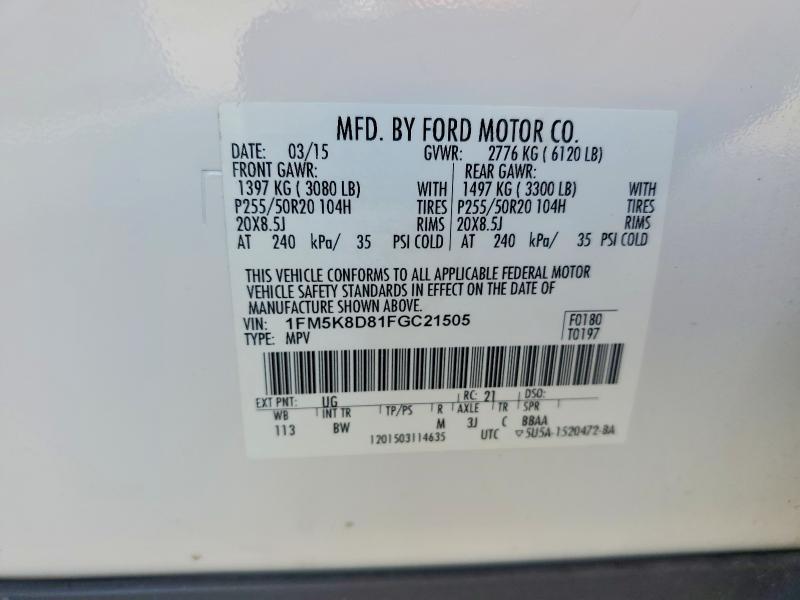 MFD. BY FORD MOTOR CO.
DATE: 03/15 GVWR: 2776 KG ( 6120 LB)
FRONT GAWR: REAR GAWR:
1397 KG ( 3080 LB) WITH 1497 KG ( 3300 LB) WITH
P255/50R20 104H TIRES P255/50R20 104H TIRES
20X8.5J RIMS 20X8.5J RIMS
AT 240 kPa/ 35 PSI COLD AT 240 kPa/ 35 PSI COLD
THIS VEHICLE CONFORMS TO ALL APPLICABLE FEDERAL MOTOR
VEHICLE SAFETY STANDARDS IN EFFECT ON THE DATE OF
MANUFACTURE SHOWN ABOVE.
VIN: 1FM5K8D81FGC21505 F0180
TYPE: MPV T0197
EXT PNT: UG RC: 21 DSO:
WB INT TR TP/PS R AXLE TR SPR
113 BW M 3J C BBAA
1201503114635 UTC ▽5U5A-1520472-BA